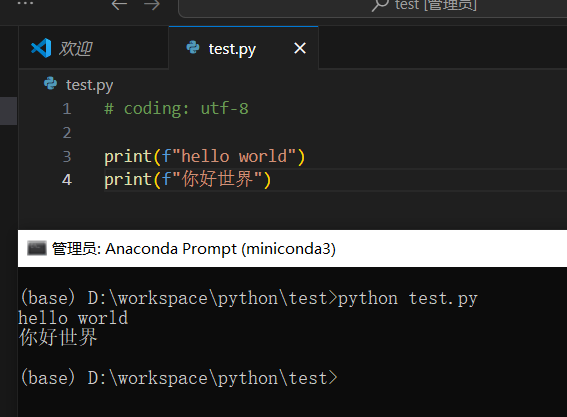 test [管理员]
欢迎
test.py
test.py
1 # coding: utf-8
2
3 print(f"hello world")
4 print(f"你好世界")
管理员: Anaconda Prompt (miniconda3)
(base) D:\workspace\python\test>python test.py
hello world
你好世界
(base) D:\workspace\python\test>